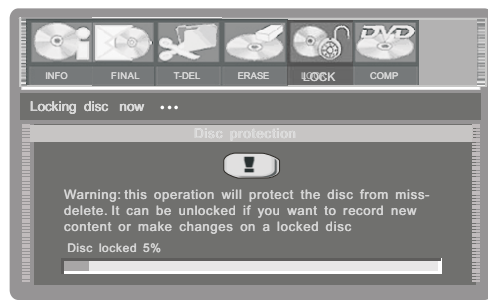 DVD
INFO FINAL T-DEL ERASE LOCK COMP
Locking disc now •••
Disc protection
Warning: this operation will protect the disc from miss-
delete. It can be unlocked if you want to record new
content or make changes on a locked disc
Disc locked 5%